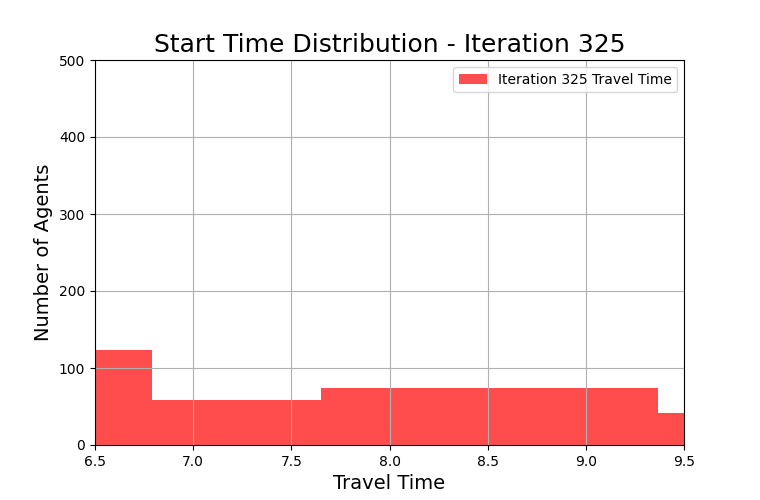 Start Time Distribution - Iteration 325
Iteration 325 Travel Time
Number of Agents
500
400
300
200
100
0
6.5 7.0 7.5 8.0 8.5 9.0 9.5
Travel Time